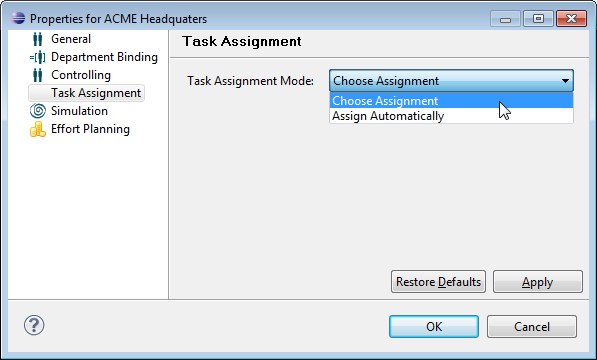 Properties for ACME Headquaters
General
Department Binding
Controlling
Task Assignment
Simulation
Effort Planning
Task Assignment
Task Assignment Mode: Choose Assignment
Choose Assignment
Assign Automatically
Restore Defaults Apply
? OK Cancel